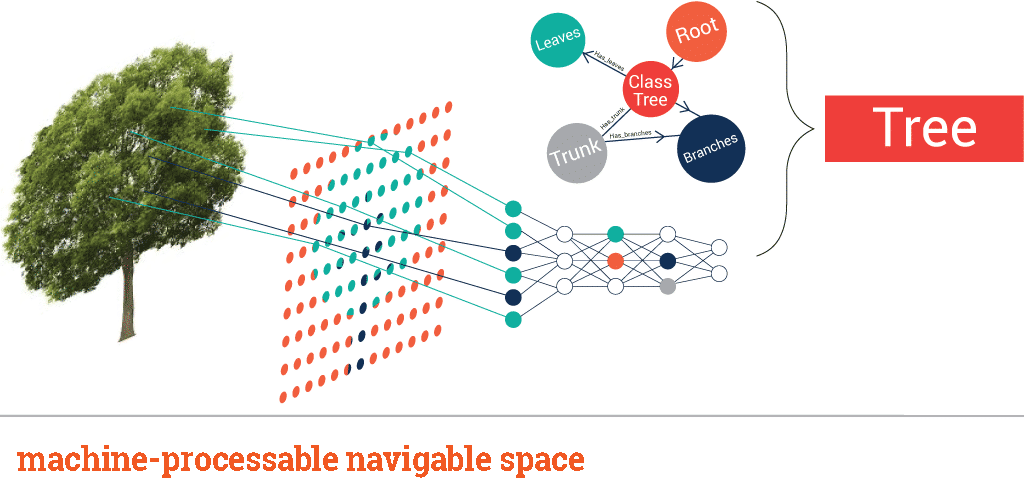 Leaves
Root
Has_leaves
Class
Tree
Has_trunk
Has_branches
Trunk
Branches
Tree
machine-processable navigable space